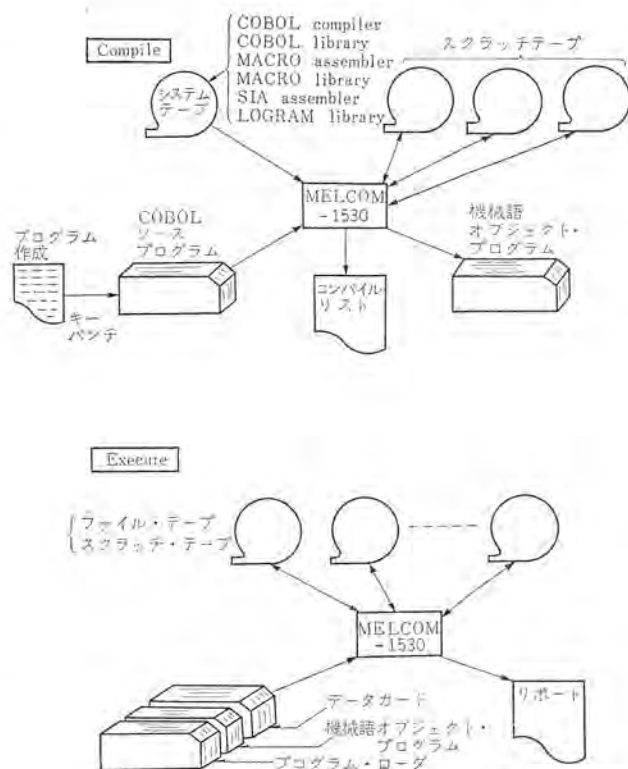 Compile
COBOL compiler
COBOL library
MACRO assembler
MACRO library
SIA assembler
LOGRAM library
システム
テープ
スクラッチテープ
MELCOM
-1530
プログラム
作成
キー
パンチ
COBOL
ソース
プログラム
コンパイル・
リスト
機械語
オブジェクト・
プログラム
Execute
ファイル・テープ
スクラッチ・テープ
MELCOM
-1530
リポート
データカード
機械語オブジェクト・
プログラム
プログラム・ローダ